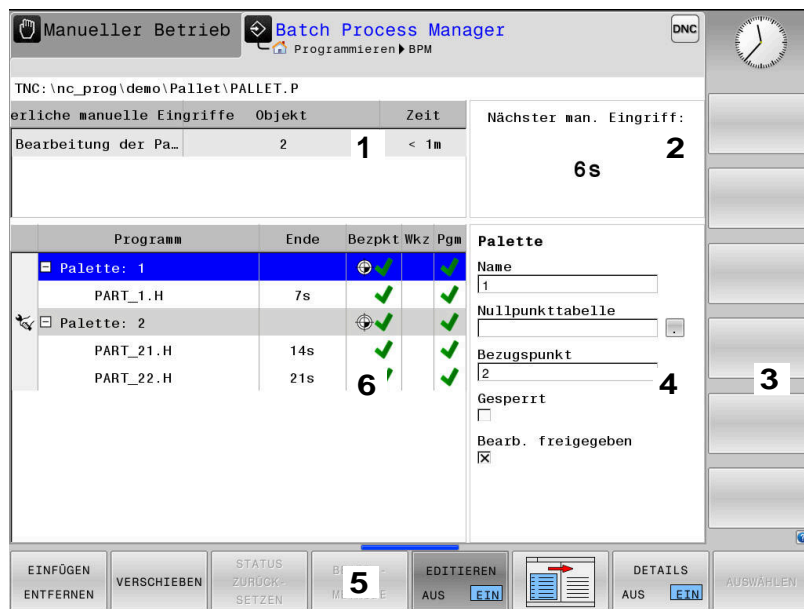 Manueller Betrieb
Batch Process Manager
Programmieren BPM
DNC
TNC:\nc_prog\demo\Pallet\PALLET.P
erliche manuelle Eingriffe Objekt Zeit
Bearbeitung der Pa… 2 1 < 1m
Nächster man. Eingriff:
2
6s
Programm Ende Bezpkt Wkz Pgm
Palette: 1
PART_1.H 7s
Palette: 2
PART_21.H 14s
PART_22.H 21s
6
Palette
Name
1
Nullpunkttabelle
.
Bezugspunkt
2
4
Gesperrt
Bearb. freigegeben
3
EINFÜGEN
ENTFERNEN
VERSCHIEBEN
STATUS
ZURÜCK-
SETZEN
5
EDITIEREN
AUS EIN
DETAILS
AUS EIN
AUSWÄHLEN